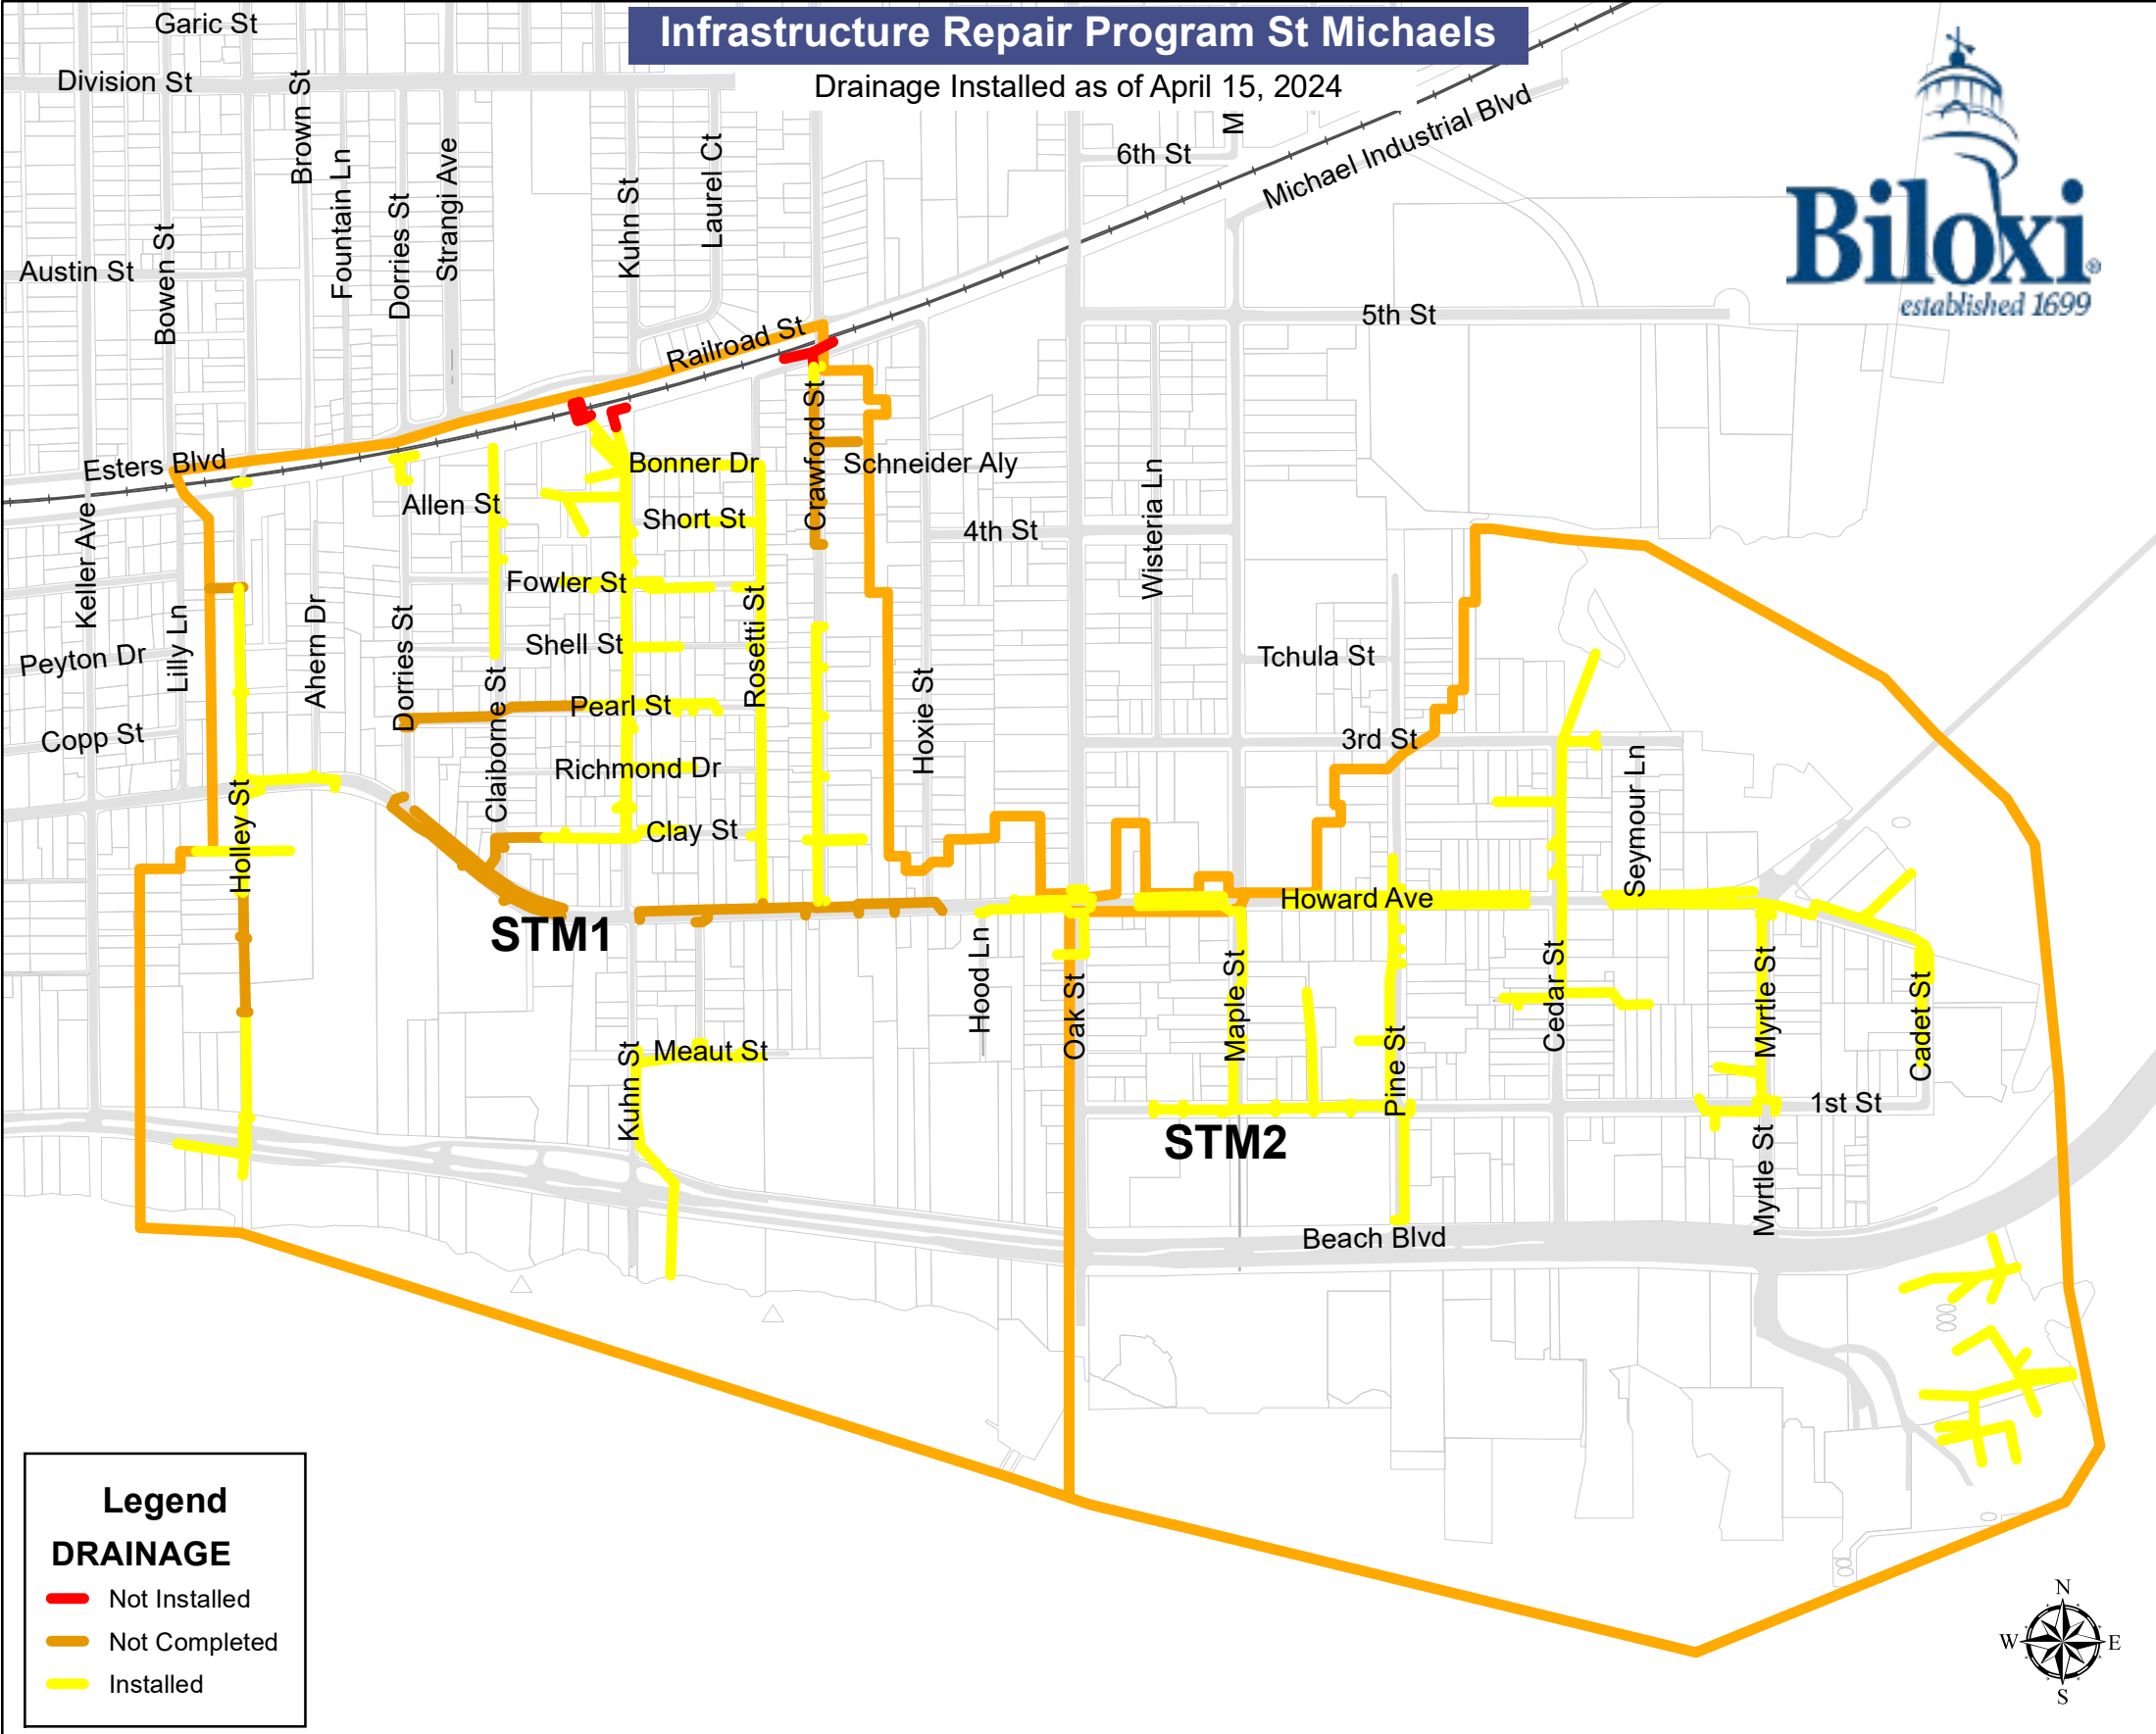 Infrastructure Repair Program St Michaels
Drainage Installed as of April 15, 2024
Biloxi®
established 1699
Garic St
Division St
Brown St
Fountain Ln
Dorries St
Strangi Ave
Kuhn St
Laurel Ct
M
6th St
Michael Industrial Blvd
Austin St
Bowen St
5th St
Railroad St
Esters Blvd
Bonner Dr
Crawford St
Schneider Aly
Allen St
Short St
4th St
Wisteria Ln
Keller Ave
Fowler St
Rosetti St
Lilly Ln
Ahern Dr
Dorries St
Shell St
Peyton Dr
Tchula St
Claiborne St
Pearl St
Hoxie St
Copp St
3rd St
Richmond Dr
Seymour Ln
Holley St
Clay St
Howard Ave
STM1
Hood Ln
Oak St
Maple St
Pine St
Cedar St
Myrtle St
Cadet St
Meaut St
Kuhn St
1st St
STM2
Myrtle St
Beach Blvd
Legend
DRAINAGE
Not Installed
Not Completed
Installed
N
W E
S